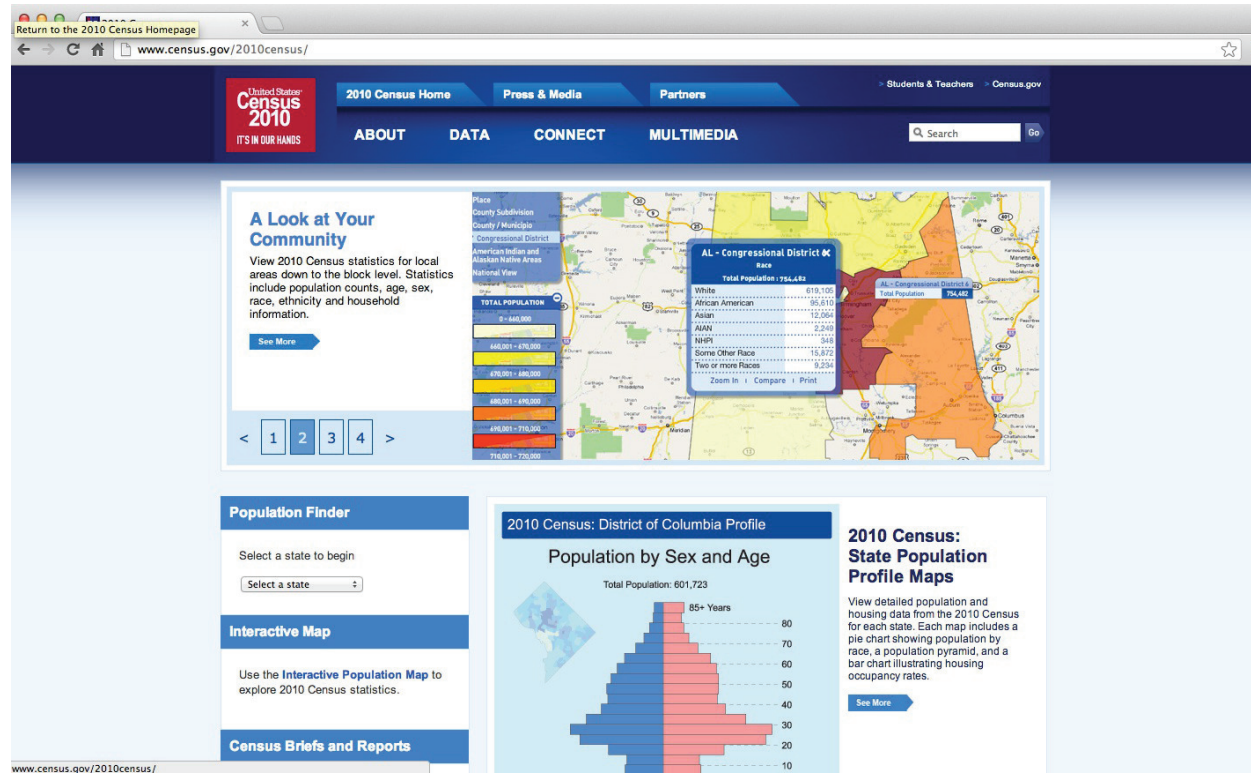 Return to the 2010 Census Homepage
www.census.gov/2010census/
United States™
Census
2010
IT'S IN OUR HANDS
2010 Census Home
Press & Media
Partners
> Students & Teachers
> Census.gov
ABOUT
DATA
CONNECT
MULTIMEDIA
Search
Go
A Look at Your
Community
View 2010 Census statistics for local
areas down to the block level. Statistics
include population counts, age, sex,
race, ethnicity and household
information.
See More
< 1 2 3 4 >
Place
County Subdivision
County / Municipio
Congressional District
American Indian and
Alaskan Native Areas
National View
TOTAL POPULATION
0 - 660,000
660,001 - 670,000
670,001 - 680,000
680,001 - 690,000
690,001 - 710,000
710,001 - 720,000
AL - Congressional District 6
Race
Total Population : 754,482
White 619,105
African American 95,610
Asian 12,064
AIAN 2,249
NHPI 348
Some Other Race 15,872
Two or more Races 9,234
Zoom In | Compare | Print
AL - Congressional District 6
Total Population 754,482
Meridian
Columbus
Population Finder
Select a state to begin
Select a state
Interactive Map
Use the Interactive Population Map to
explore 2010 Census statistics.
Census Briefs and Reports
2010 Census: District of Columbia Profile
Population by Sex and Age
Total Population: 601,723
85+ Years
80
70
60
50
40
30
20
10
2010 Census:
State Population
Profile Maps
View detailed population and
housing data from the 2010 Census
for each state. Each map includes a
pie chart showing population by
race, a population pyramid, and a
bar chart illustrating housing
occupancy rates.
See More
www.census.gov/2010census/